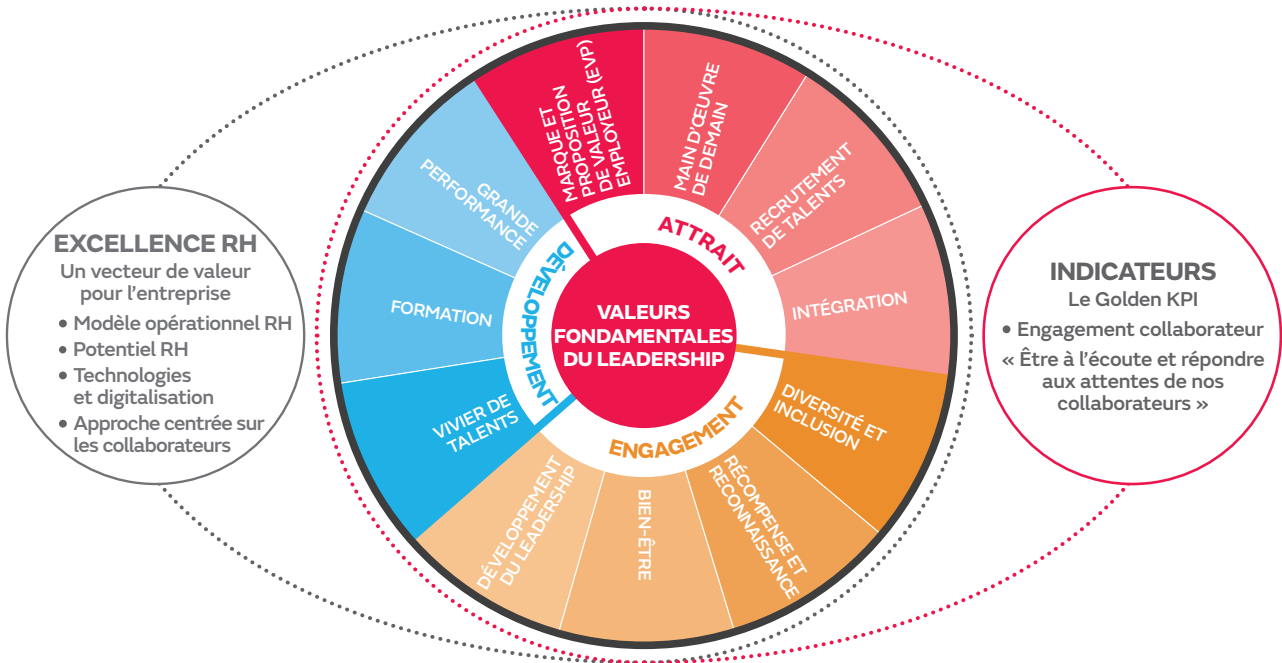 EXCELLENCE RH
Un vecteur de valeur
pour l’entreprise
• Modèle opérationnel RH
• Potentiel RH
• Technologies
et digitalisation
• Approche centrée sur
les collaborateurs
MARQUE ET
PROPOSITION
DE VALEUR (EVP)
EMPLOYEUR
MAIN D’ŒUVRE
DE DEMAIN
RECRUTEMENT
DE TALENTS
INTÉGRATION
DIVERSITÉ ET
INCLUSION
RÉCOMPENSE ET
RECONNAISSANCE
BIEN-ÊTRE
DÉVELOPPEMENT
DU LEADERSHIP
VIVIER DE
TALENTS
FORMATION
GRANDE
PERFORMANCE
ATTRAIT
ENGAGEMENT
DÉVELOPPEMENT
VALEURS
FONDAMENTALES
DU LEADERSHIP
INDICATEURS
Le Golden KPI
• Engagement collaborateur
« Être à l’écoute et répondre
aux attentes de nos
collaborateurs »